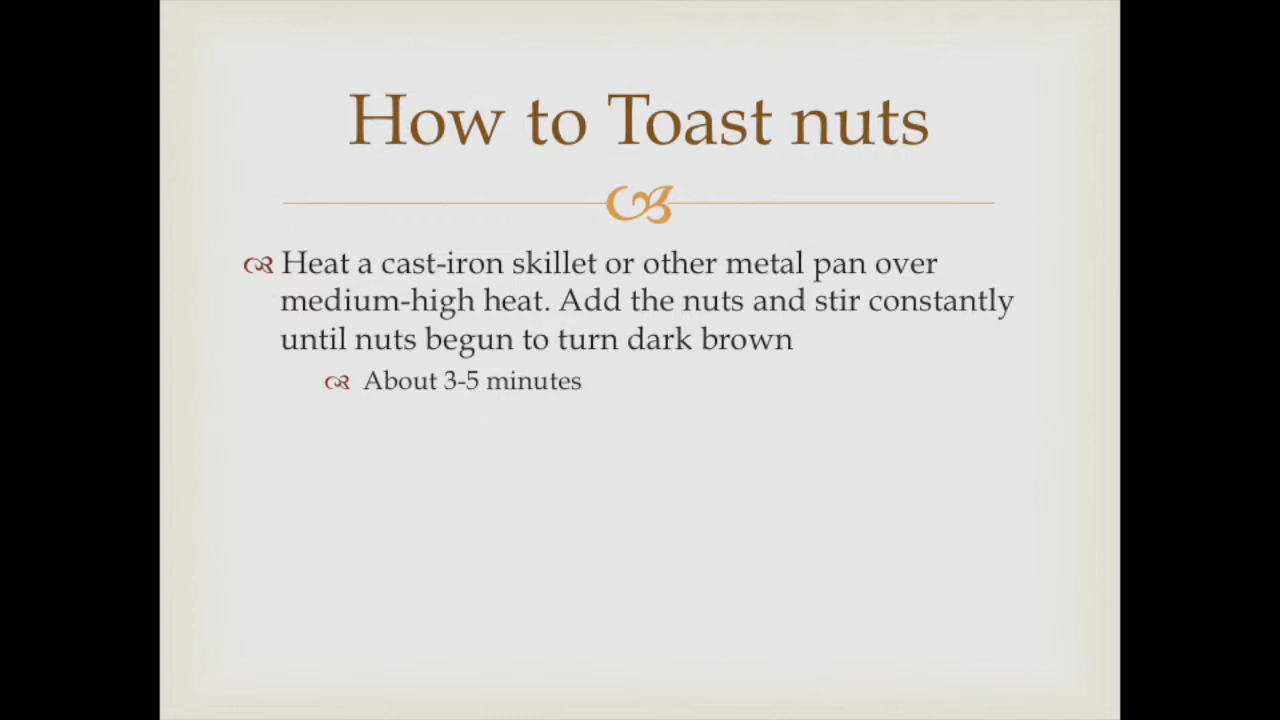 How to Toast nuts
Heat a cast-iron skillet or other metal pan over
medium-high heat. Add the nuts and stir constantly
until nuts begun to turn dark brown
About 3-5 minutes